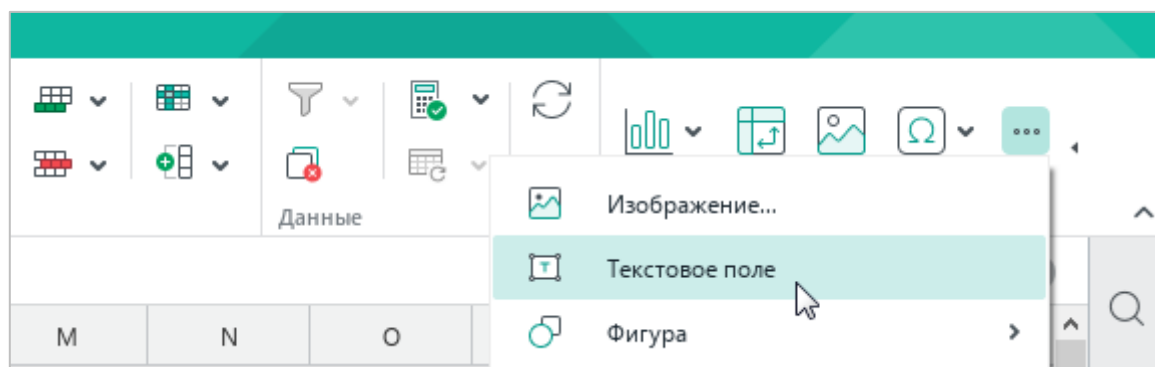 Данные
Изображение...
Текстовое поле
Фигура
M N O